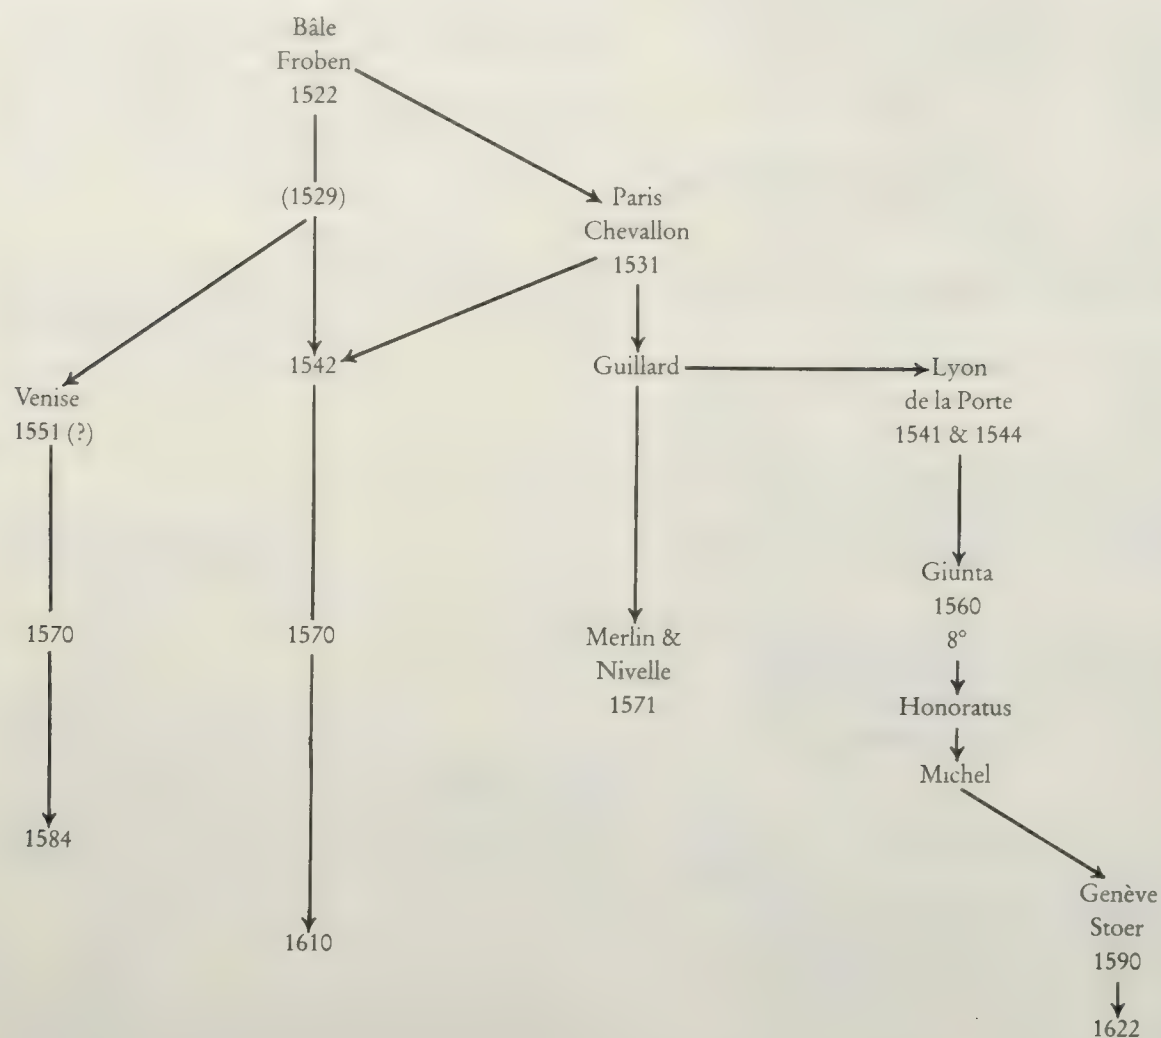 Bâle
Froben
1522
(1529)
Paris
Chevallon
1531
1542
Guillard
Lyon
de la Porte
1541 & 1544
Venise
1551 (?)
Giunta
1560
8°
1570
1570
Merlin &
Nivelle
1571
Honoratus
Michel
1584
Genève
Stoer
1590
1610
1622